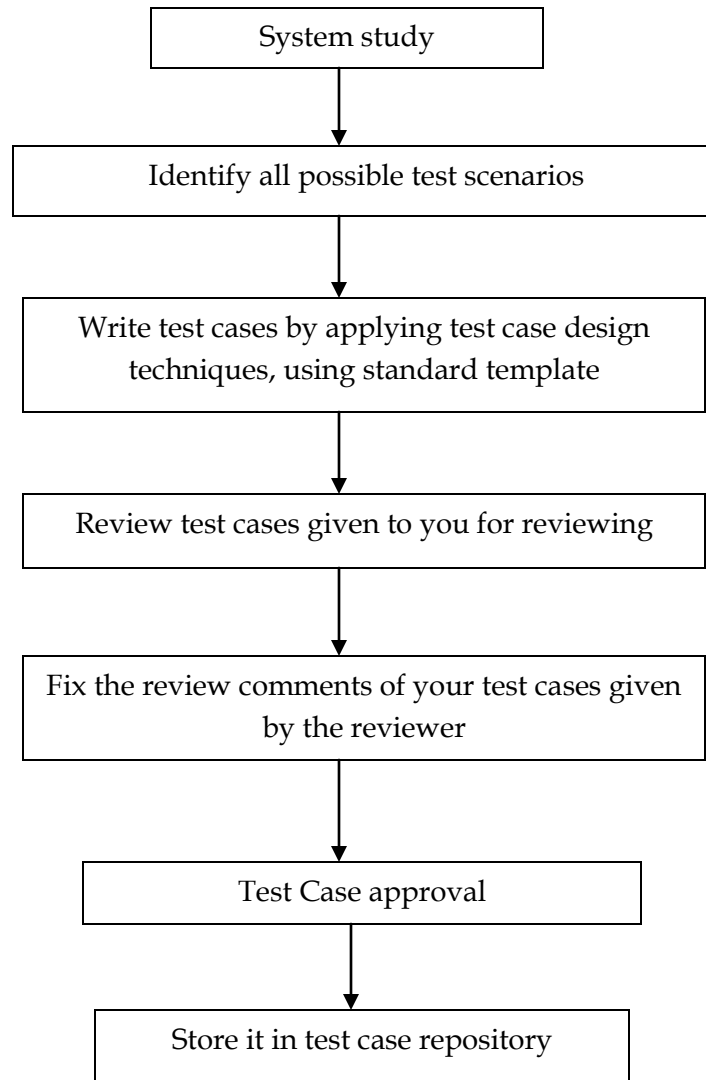 System study
Identify all possible test scenarios
Write test cases by applying test case design
techniques, using standard template
Review test cases given to you for reviewing
Fix the review comments of your test cases given
by the reviewer
Test Case approval
Store it in test case repository